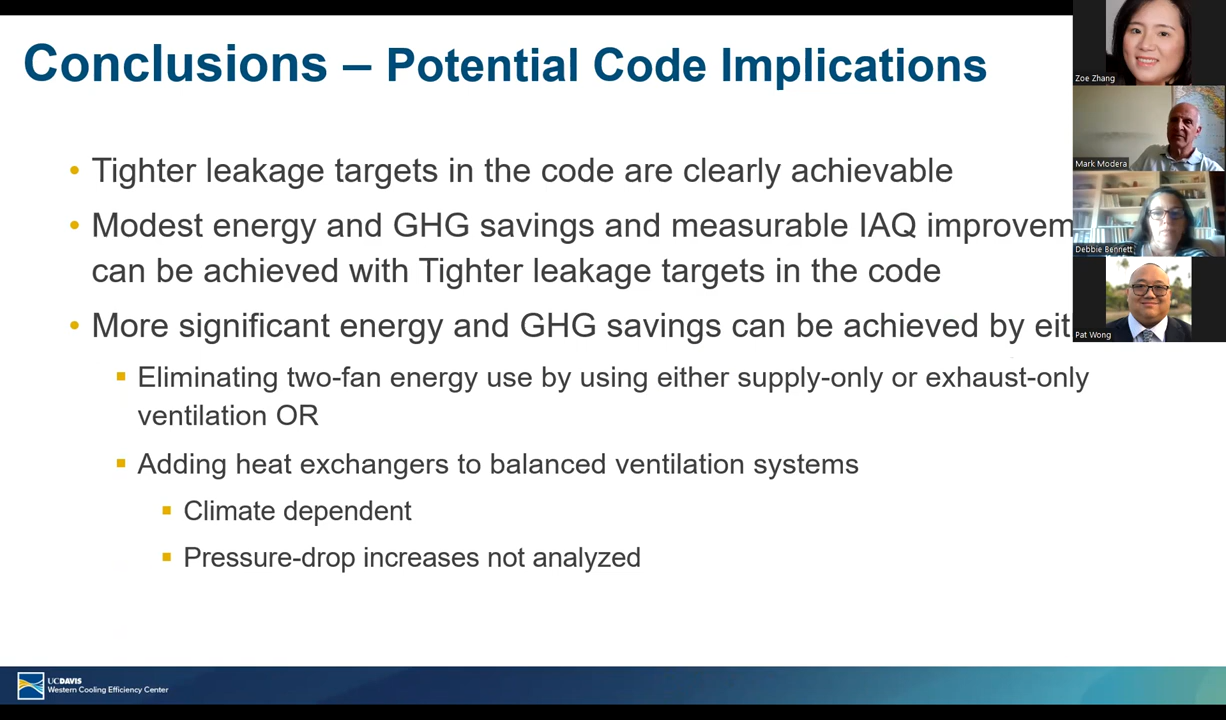 Conclusions – Potential Code Implications
Tighter leakage targets in the code are clearly achievable
Modest energy and GHG savings and measurable IAQ improvem
can be achieved with Tighter leakage targets in the code
More significant energy and GHG savings can be achieved by eit
Eliminating two-fan energy use by using either supply-only or exhaust-only
ventilation OR
Adding heat exchangers to balanced ventilation systems
Climate dependent
Pressure-drop increases not analyzed
Zoe Zhang
Mark Modera
Debbie Bennett
Pat Wong
UCDAVIS
Western Cooling Efficiency Center